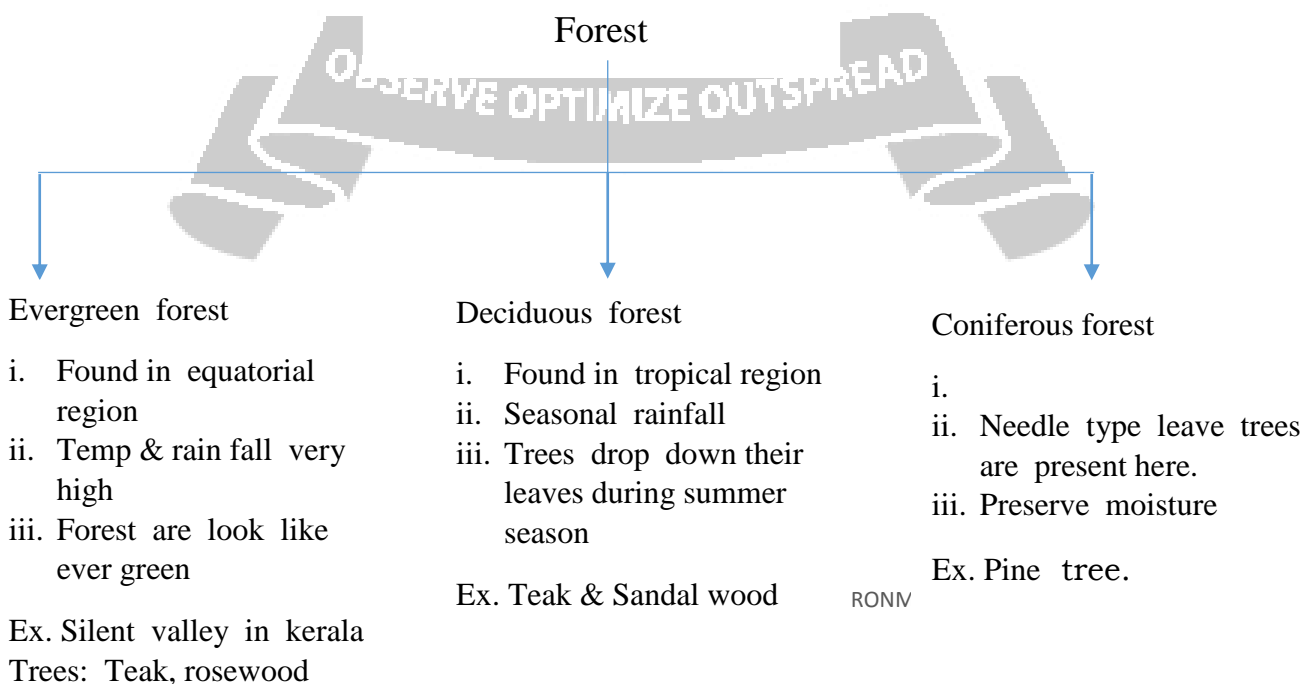 Forest
OBSERVE OPTIMIZE OUTSPREAD
Evergreen forest
i. Found in equatorial
region
ii. Temp & rain fall very
high
iii. Forest are look like
ever green
Ex. Silent valley in kerala
Trees: Teak, rosewood
Deciduous forest
i. Found in tropical region
ii. Seasonal rainfall
iii. Trees drop down their
leaves during summer
season
Ex. Teak & Sandal wood
RONM
Coniferous forest
i.
ii. Needle type leave trees
are present here.
iii. Preserve moisture
Ex. Pine tree.